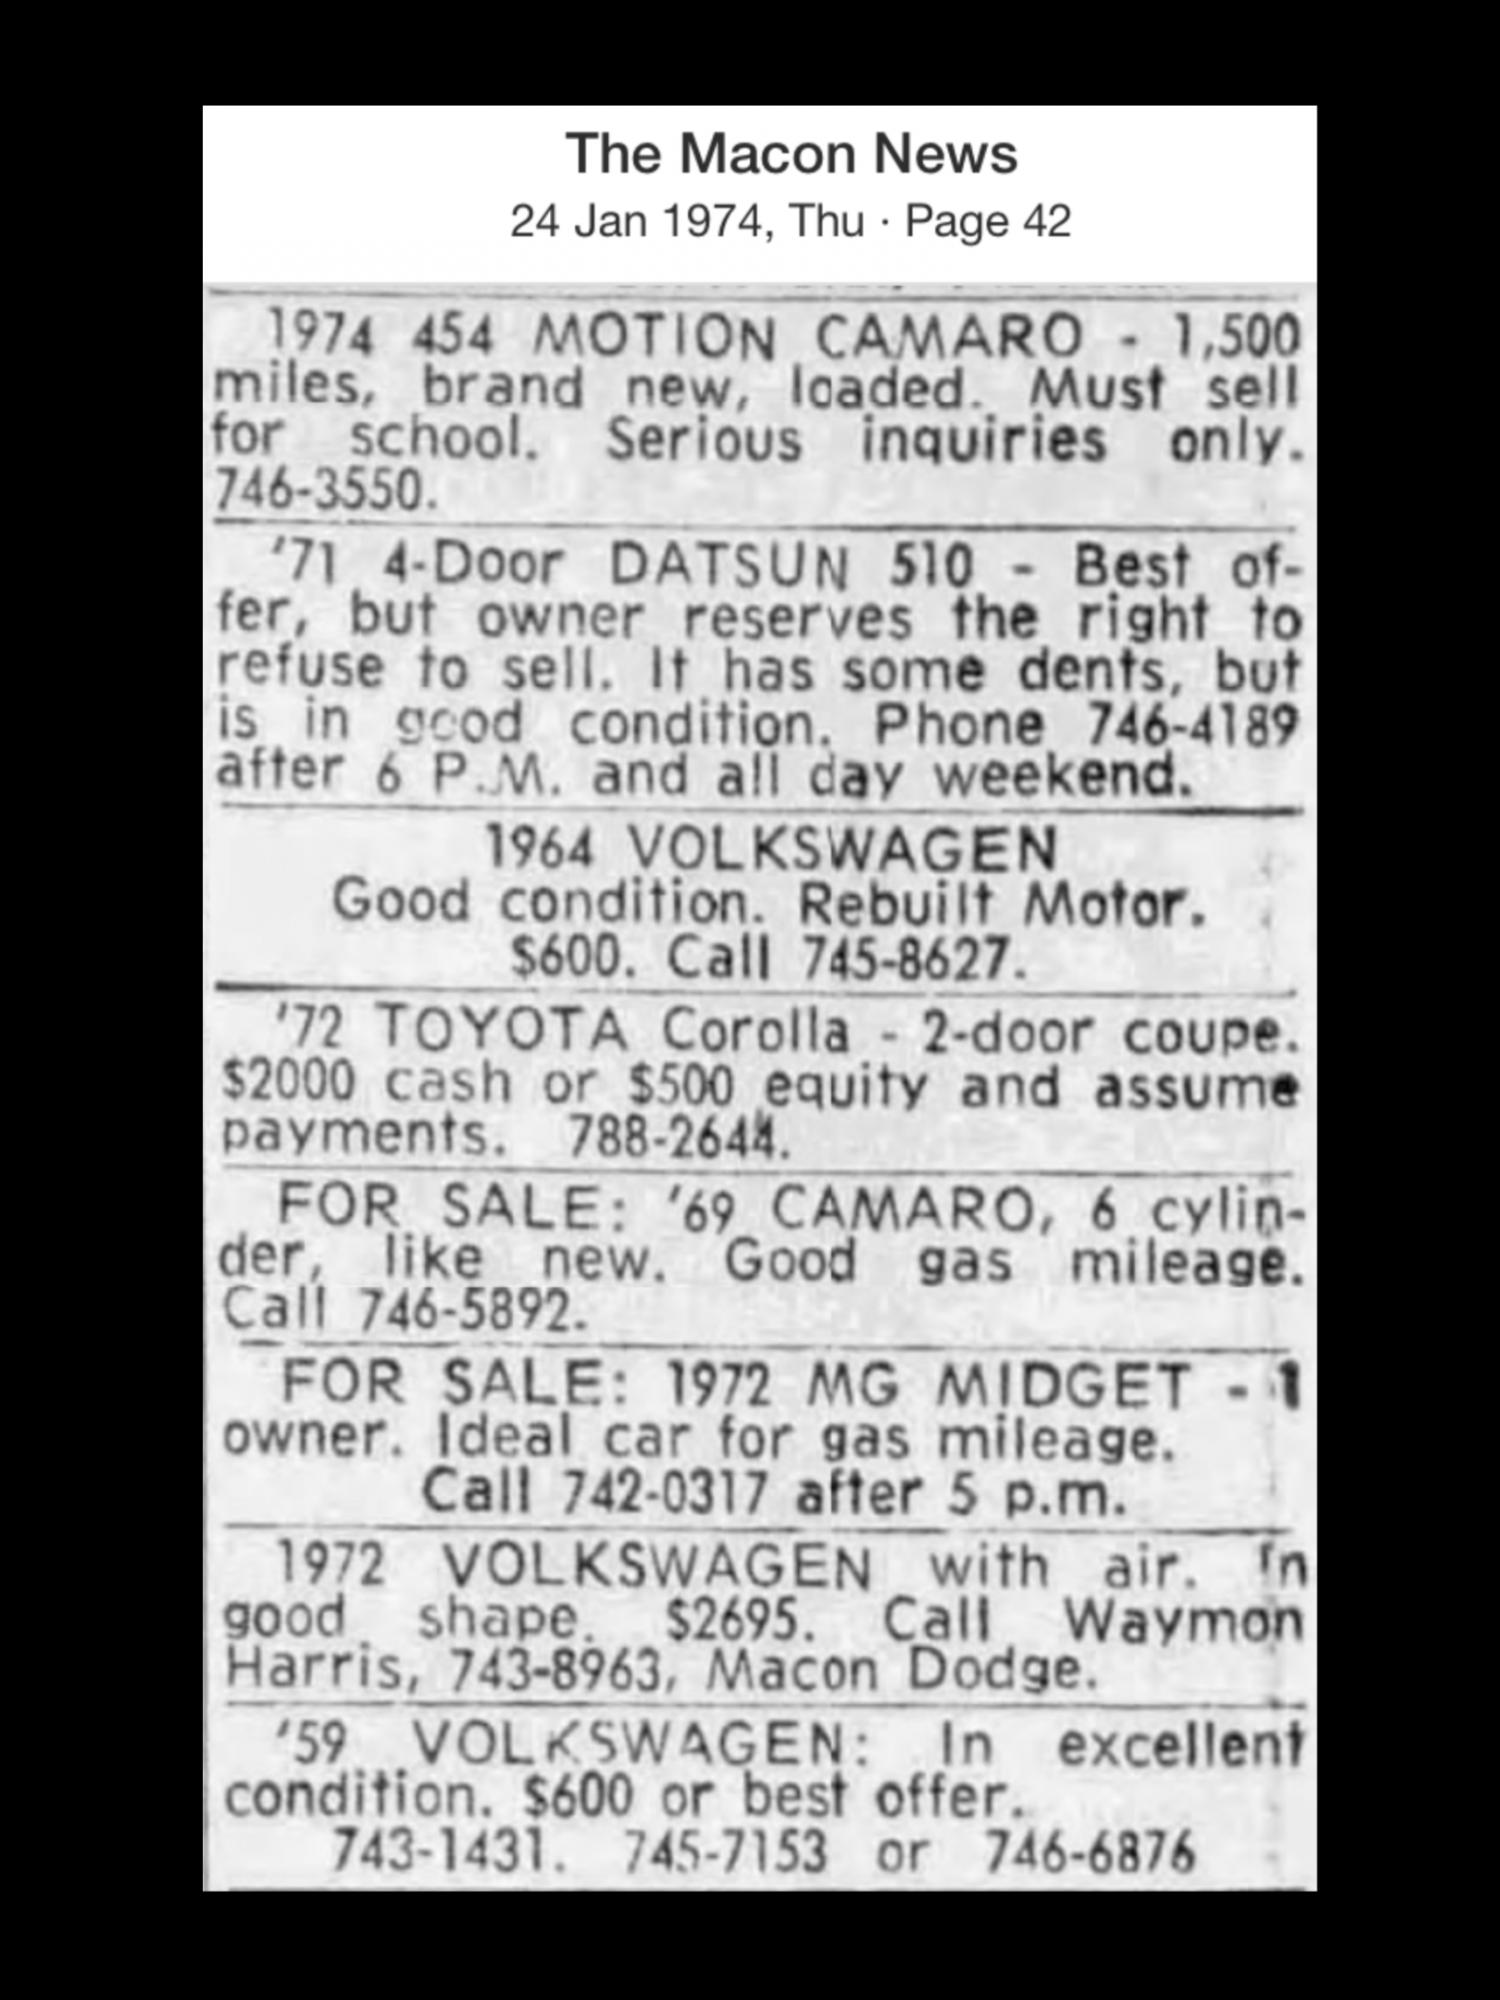 The Macon News
24 Jan 1974, Thu · Page 42
1974 454 MOTION CAMARO - 1,500
miles, brand new, loaded. Must sell
for school. Serious inquiries only.
746-3550.
'71 4-Door DATSUN 510 - Best of-
fer, but owner reserves the right to
refuse to sell. It has some dents, but
is in good condition. Phone 746-4189
after 6 P.M. and all day weekend.
1964 VOLKSWAGEN
Good condition. Rebuilt Motor.
$600. Call 745-8627.
'72 TOYOTA Corolla - 2-door coupe.
$2000 cash or $500 equity and assume
payments. 788-2644.
FOR SALE: '69 CAMARO, 6 cylin-
der, like new. Good gas mileage.
Call 746-5892.
FOR SALE: 1972 MG MIDGET - 1
owner. Ideal car for gas mileage.
Call 742-0317 after 5 p.m.
1972 VOLKSWAGEN with air. In
good shape. $2695. Call Waymon
Harris, 743-8963, Macon Dodge.
'59 VOLKSWAGEN: In excellent
condition. $600 or best offer.
743-1431. 745-7153 or 746-6876